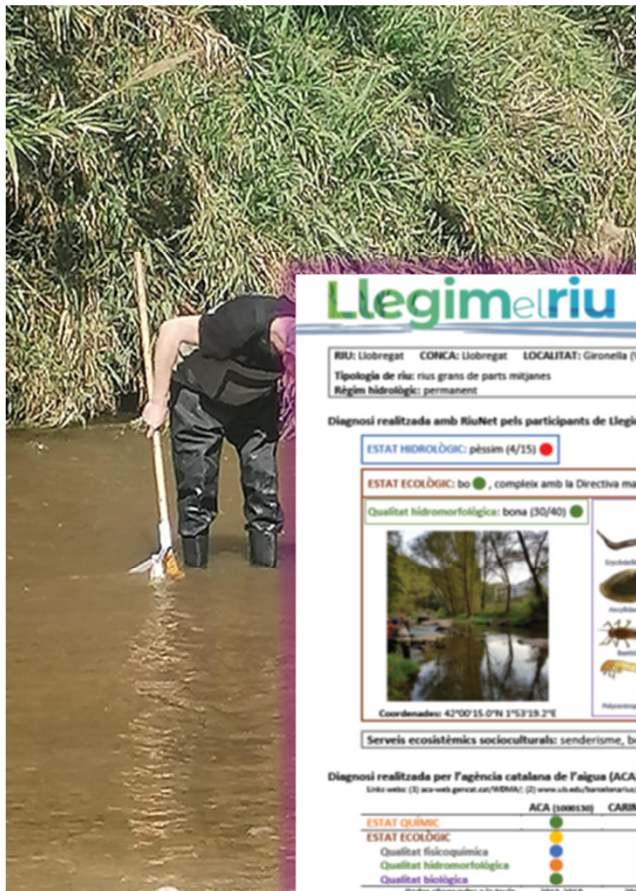 Llegimelriu
RIU: Llobregat CONCA: Llobregat LOCALITAT: Gironella
Tipologia de riu: rius grans de parts mitjanes
Règim hidrològic: permanent
Diagnosi realitzada amb RiuNet pels participants de
ESTAT HIDROLÒGIC: pèssim (4/15)
ESTAT ECOLÒGIC: bo , compleix amb la Directiva
Qualitat hidromorfològica: bona (30/40)
Coordenades: 42°00'15.0"N 1°53'19.2"E
Serveis ecosistèmics socioculturals: senderisme,
Diagnosi realitzada per l'agència catalana de l'aigua (ACA
ACA (1000130)
ESTAT QUÍMIC
ESTAT ECOLÒGIC
Qualitat fisicoquímica
Qualitat hidromorfològica
Qualitat biològica